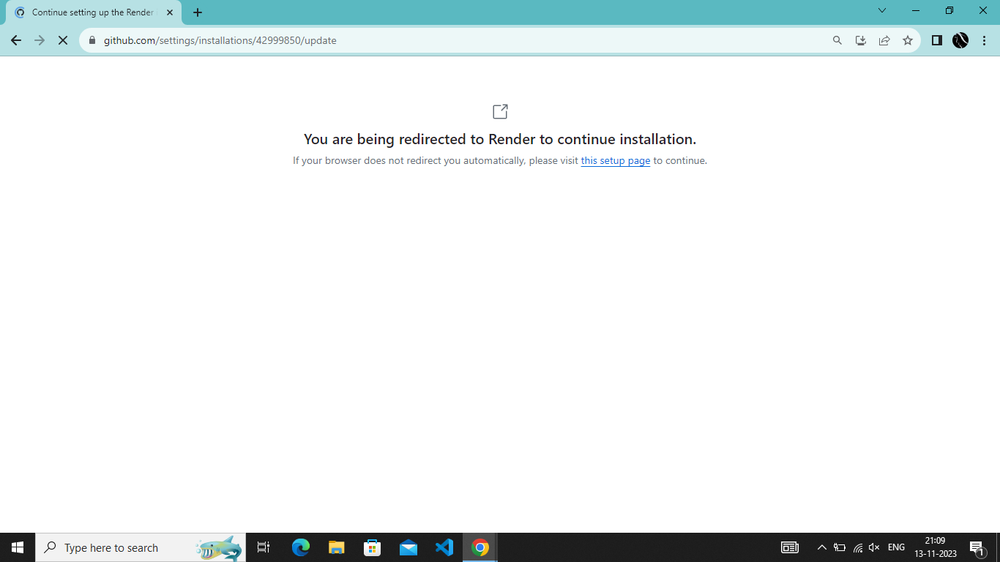 Continue setting up the Render
github.com/settings/installations/42999850/update
You are being redirected to Render to continue installation.
If your browser does not redirect you automatically, please visit this setup page to continue.
Type here to search
ENG
21:09
13-11-2023
1